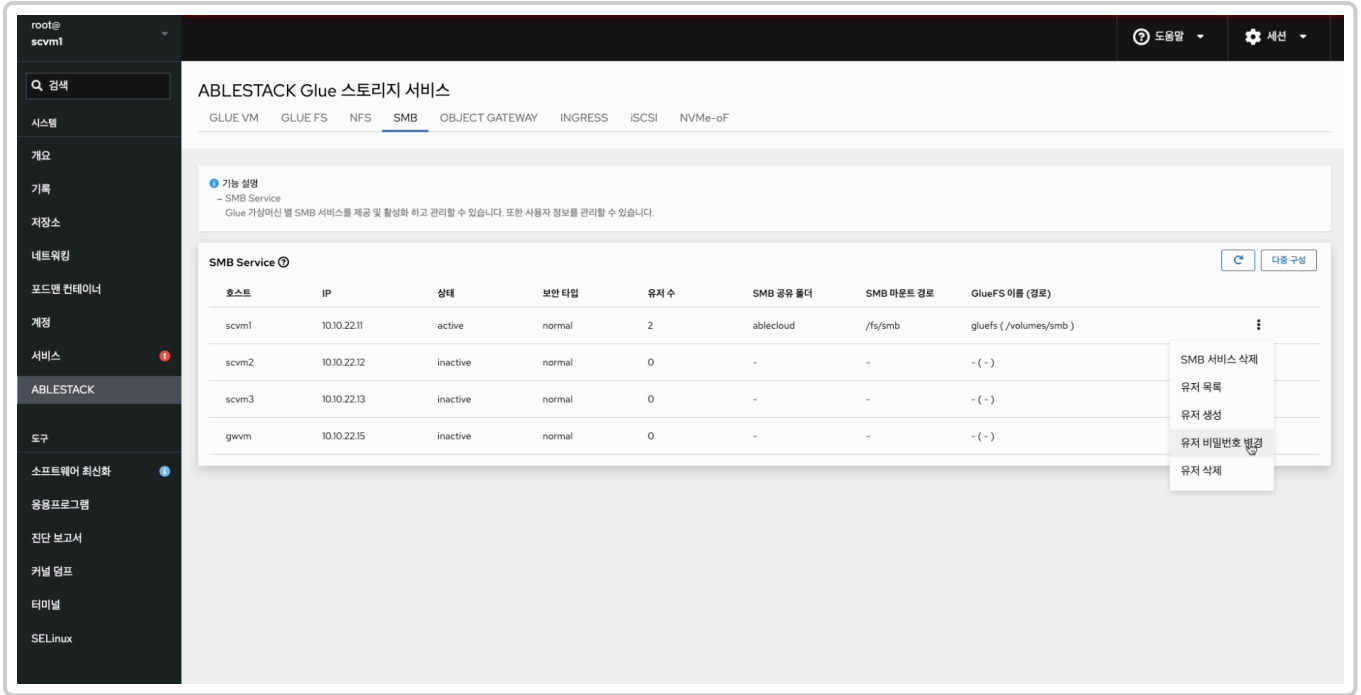 root@
scvm1
도움말
세션
검색
시스템
개요
기록
저장소
네트워킹
포드맨 컨테이너
계정
서비스
ABLESTACK
도구
소프트웨어 최신화
응용프로그램
진단 보고서
커널 덤프
터미널
SELinux
ABLESTACK Glue 스토리지 서비스
GLUE VM GLUE FS NFS SMB OBJECT GATEWAY INGRESS iSCSI NVMe-oF
기능 설명
– SMB Service
Glue 가상머신 별 SMB 서비스를 제공 및 활성화 하고 관리할 수 있습니다. 또한 사용자 정보를 관리할 수 있습니다.
SMB Service
다중 구성
호스트 IP 상태 보안 타입 유저 수 SMB 공유 폴더 SMB 마운트 경로 GlueFS 이름 (경로)
scvm1 10.10.22.11 active normal 2 ablecloud /fs/smb gluefs ( /volumes/smb )
scvm2 10.10.22.12 inactive normal 0 - - - ( - )
scvm3 10.10.22.13 inactive normal 0 - - - ( - )
gwvm 10.10.22.15 inactive normal 0 - - - ( - )
SMB 서비스 삭제
유저 목록
유저 생성
유저 비밀번호 변경
유저 삭제